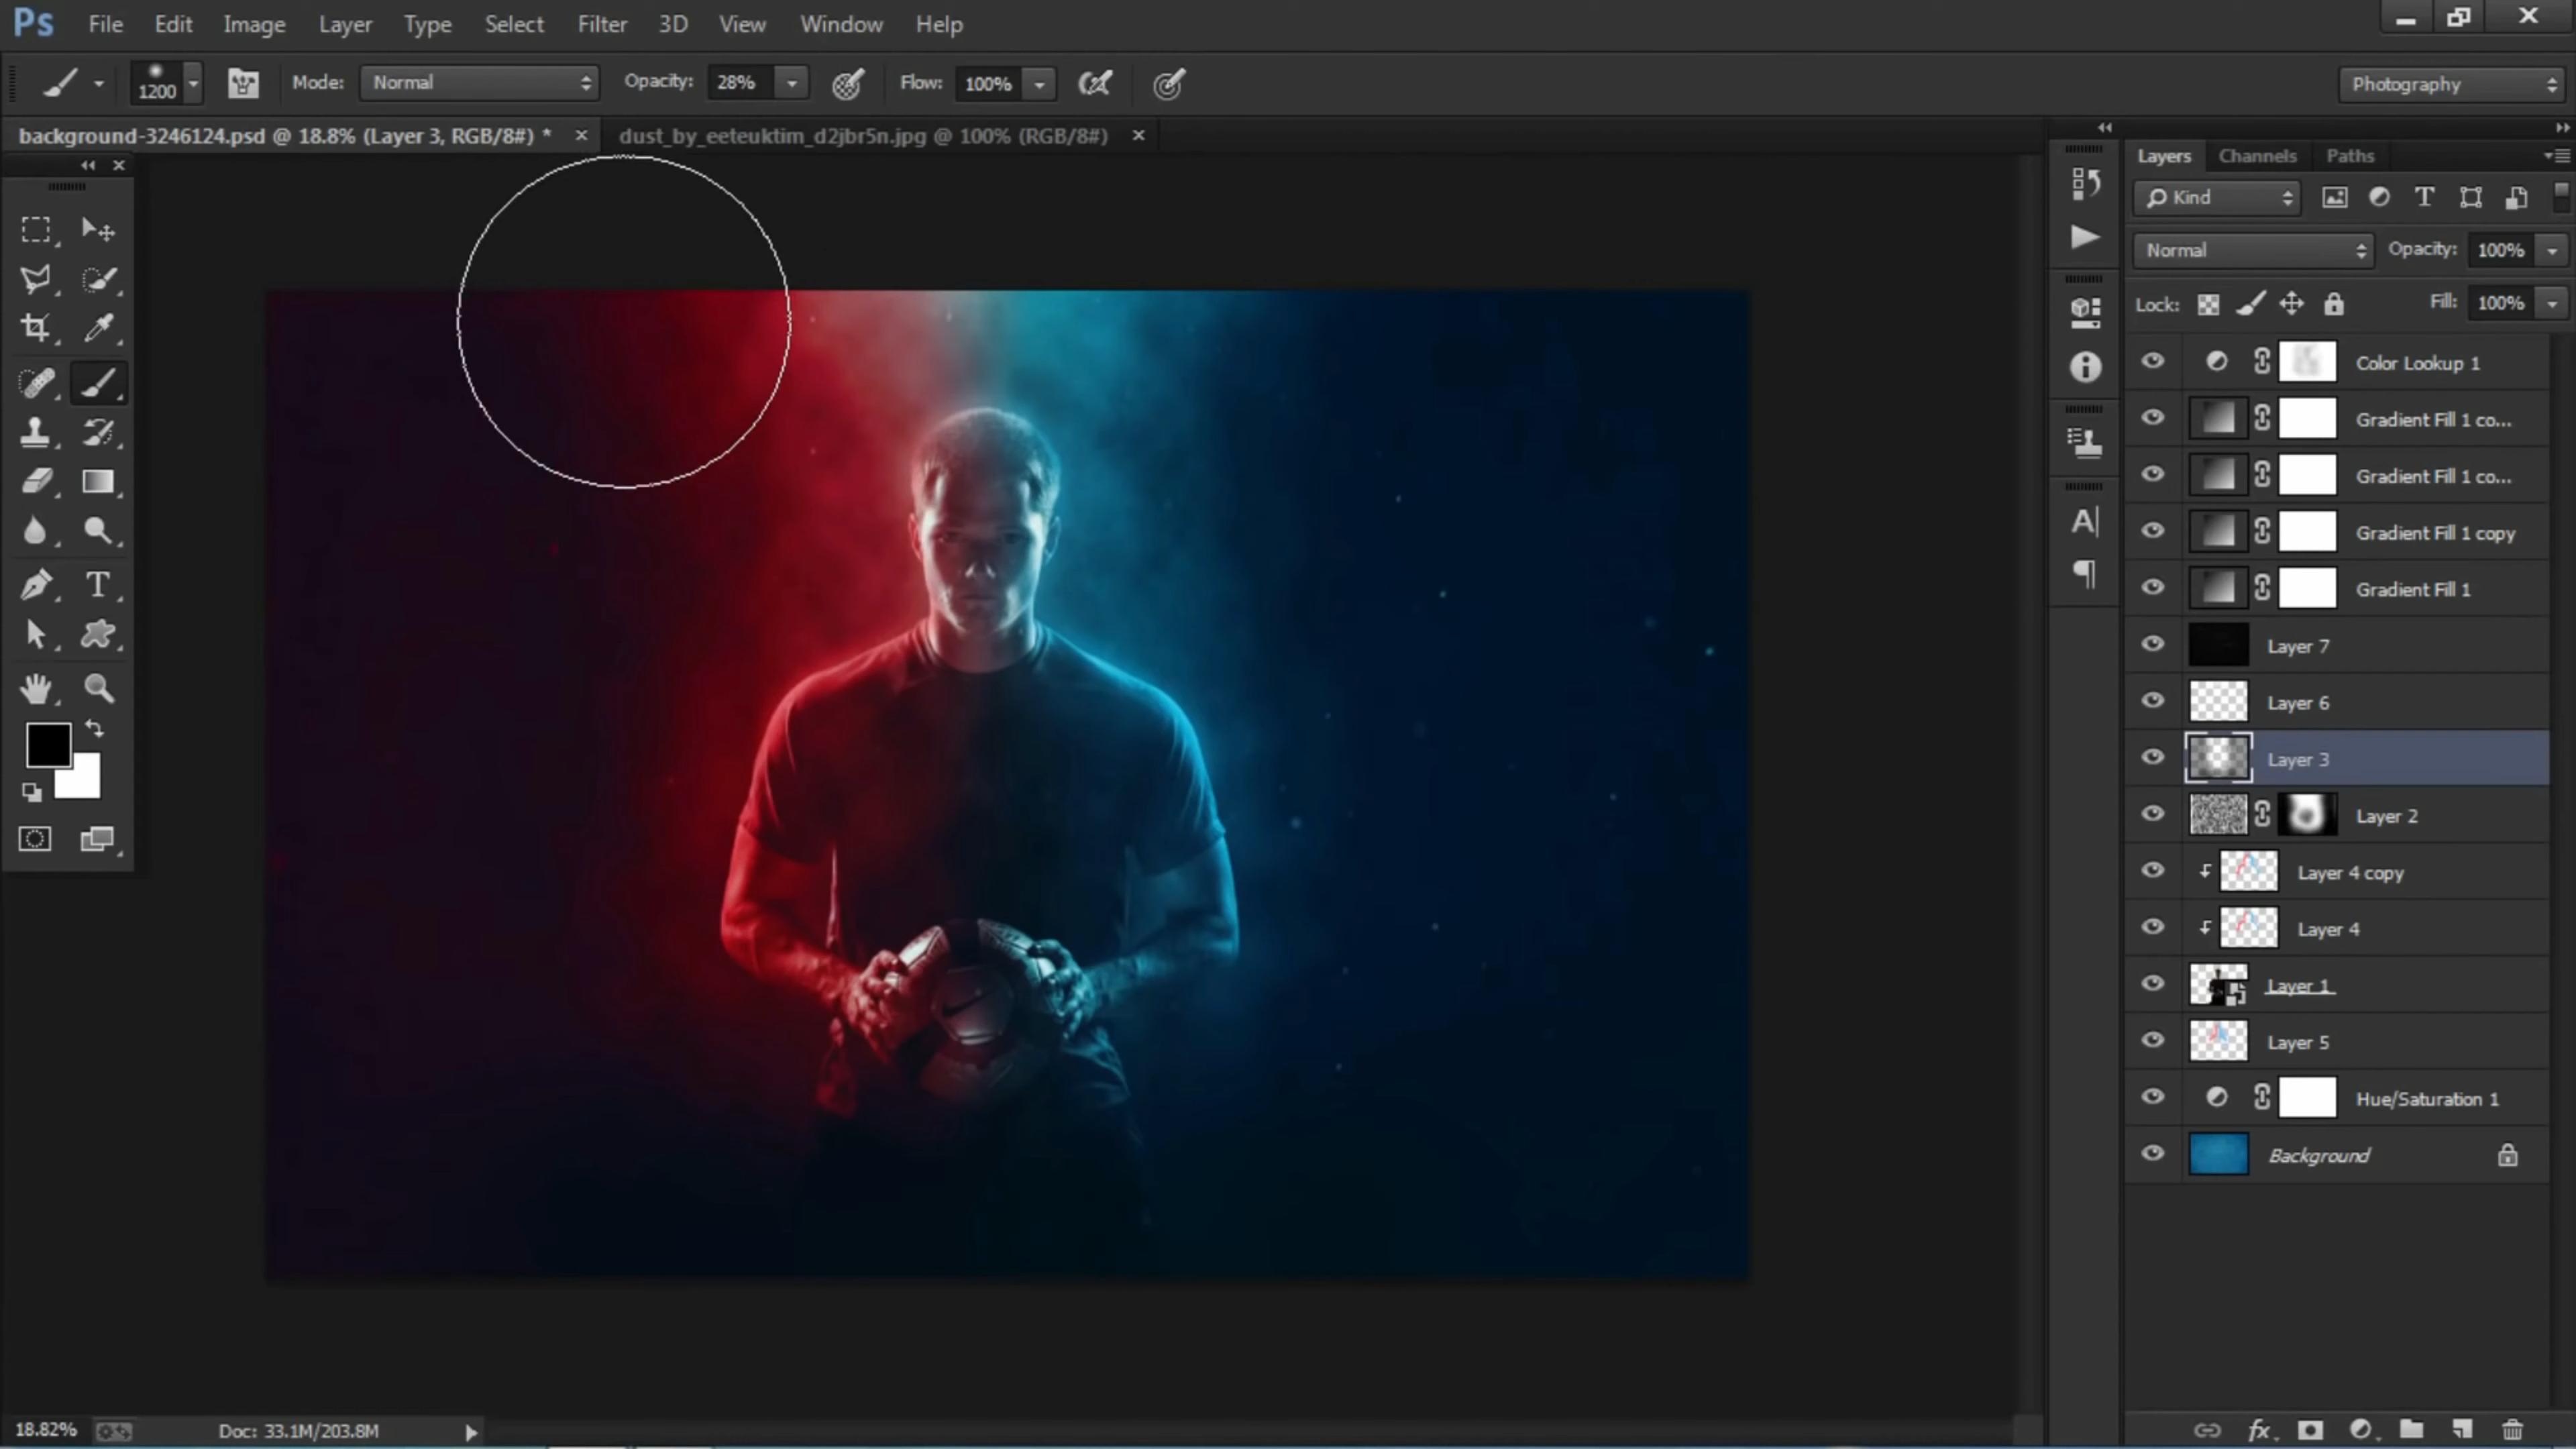 Ps File Edit Image Layer Type Select Filter 3D View Window Help
1200 Mode: Normal Opacity: 28% Flow: 100% Photography
background-3246124.psd @ 18.8% (Layer 3, RGB/8#) * dust_by_eeteuktim_d2jbr5n.jpg @ 100% (RGB/8#)
Layers Channels Paths
Kind
Normal Opacity: 100%
Lock: Fill: 100%
Color Lookup 1
Gradient Fill 1 co...
Gradient Fill 1 co...
Gradient Fill 1 copy
Gradient Fill 1
Layer 7
Layer 6
Layer 3
Layer 2
Layer 4 copy
Layer 4
Layer 1
Layer 5
Hue/Saturation 1
Background
18.82% Doc: 33.1M/203.8M